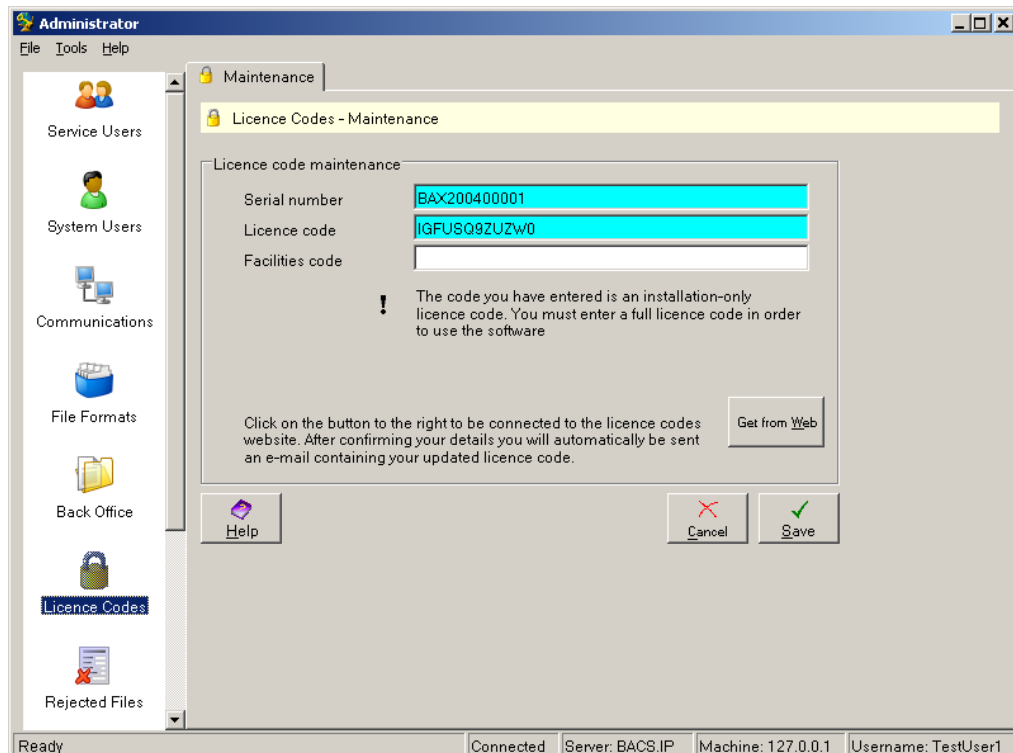 Administrator
File Tools Help
Service Users
System Users
Communications
File Formats
Back Office
Licence Codes
Rejected Files
Maintenance
Licence Codes - Maintenance
Licence code maintenance
Serial number BAX200400001
Licence code IGFUSQ9ZUZW0
Facilities code
! The code you have entered is an installation-only
licence code. You must enter a full licence code in order
to use the software
Click on the button to the right to be connected to the licence codes
website. After confirming your details you will automatically be sent
an e-mail containing your updated licence code.
Get from Web
Help
Cancel
Save
Ready Connected Server: BACS.IP Machine: 127.0.0.1 Username: TestUser1